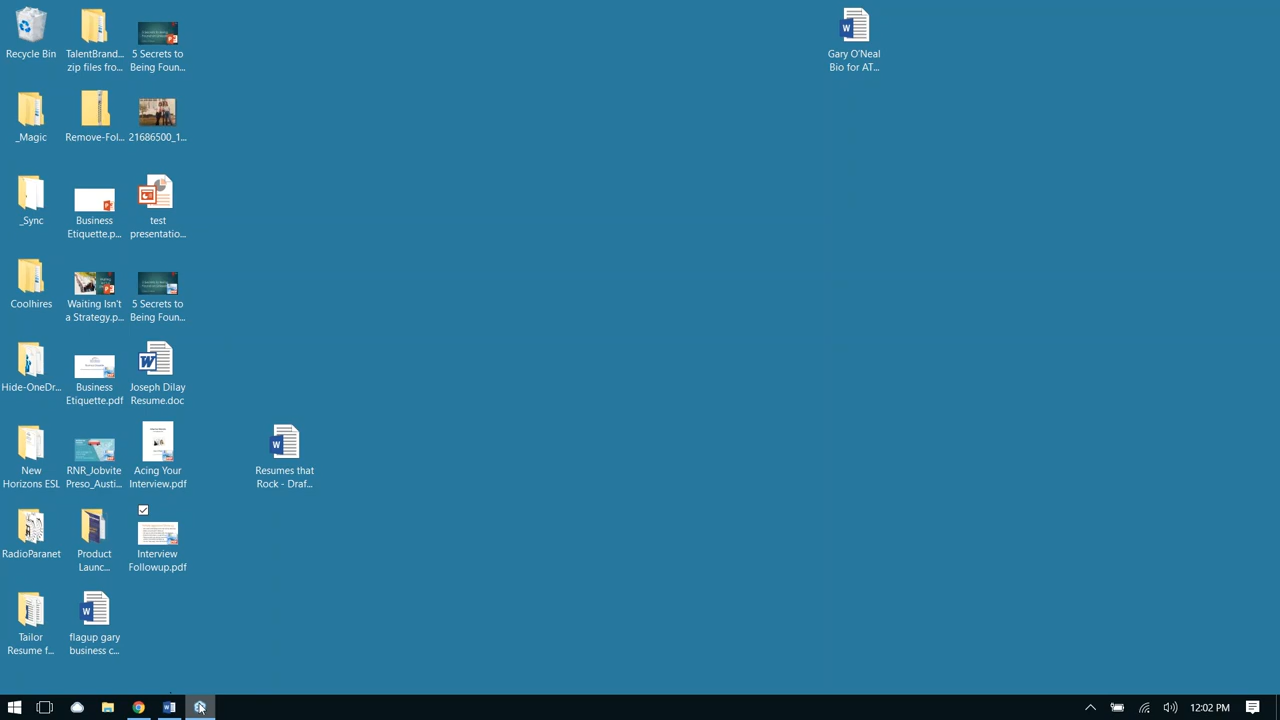 Recycle Bin
TalentBrand...
zip files fro...
5 Secrets to
Being Foun...
Gary O'Neal
Bio for AT...
_Magic
Remove-Fol...
21686500_1...
_Sync
Business
Etiquette.p...
test
presentatio...
Coolhires
Waiting Isn't
a Strategy.p...
5 Secrets to
Being Foun...
Hide-OneDr...
Business
Etiquette.pdf
Joseph Dilay
Resume.doc
New
Horizons ESL
RNR_Jobvite
Preso_Austi...
Acing Your
Interview.pdf
Resumes that
Rock - Draf...
RadioParanet
Product
Launc...
Interview
Followup.pdf
Tailor
Resume f...
flagup gary
business c...
12:02 PM